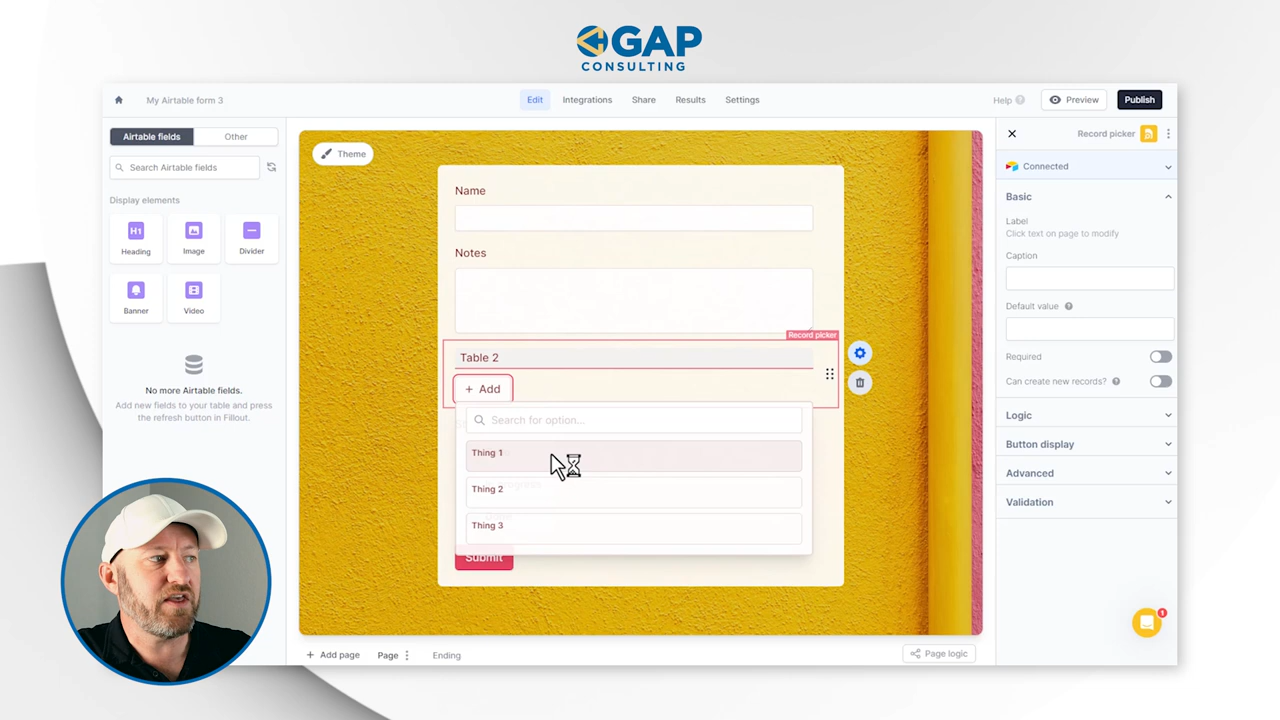 GAP
CONSULTING
My Airtable form 3
Edit
Integrations
Share
Results
Settings
Help ?
Preview
Publish
Airtable fields
Other
Search Airtable fields
Display elements
H1
Heading
Image
Divider
Banner
Video
No more Airtable fields.
Add new fields to your table and press
the refresh button in Fillout.
Theme
Name
Notes
Record picker
Table 2
+ Add
Search for option...
Thing 1
Thing 2
Thing 3
Submit
+ Add page
Page
Ending
Page logic
Record picker
Connected
Basic
Label
Click text on page to modify
Caption
Default value ?
Required
Can create new records? ?
Logic
Button display
Advanced
Validation
1